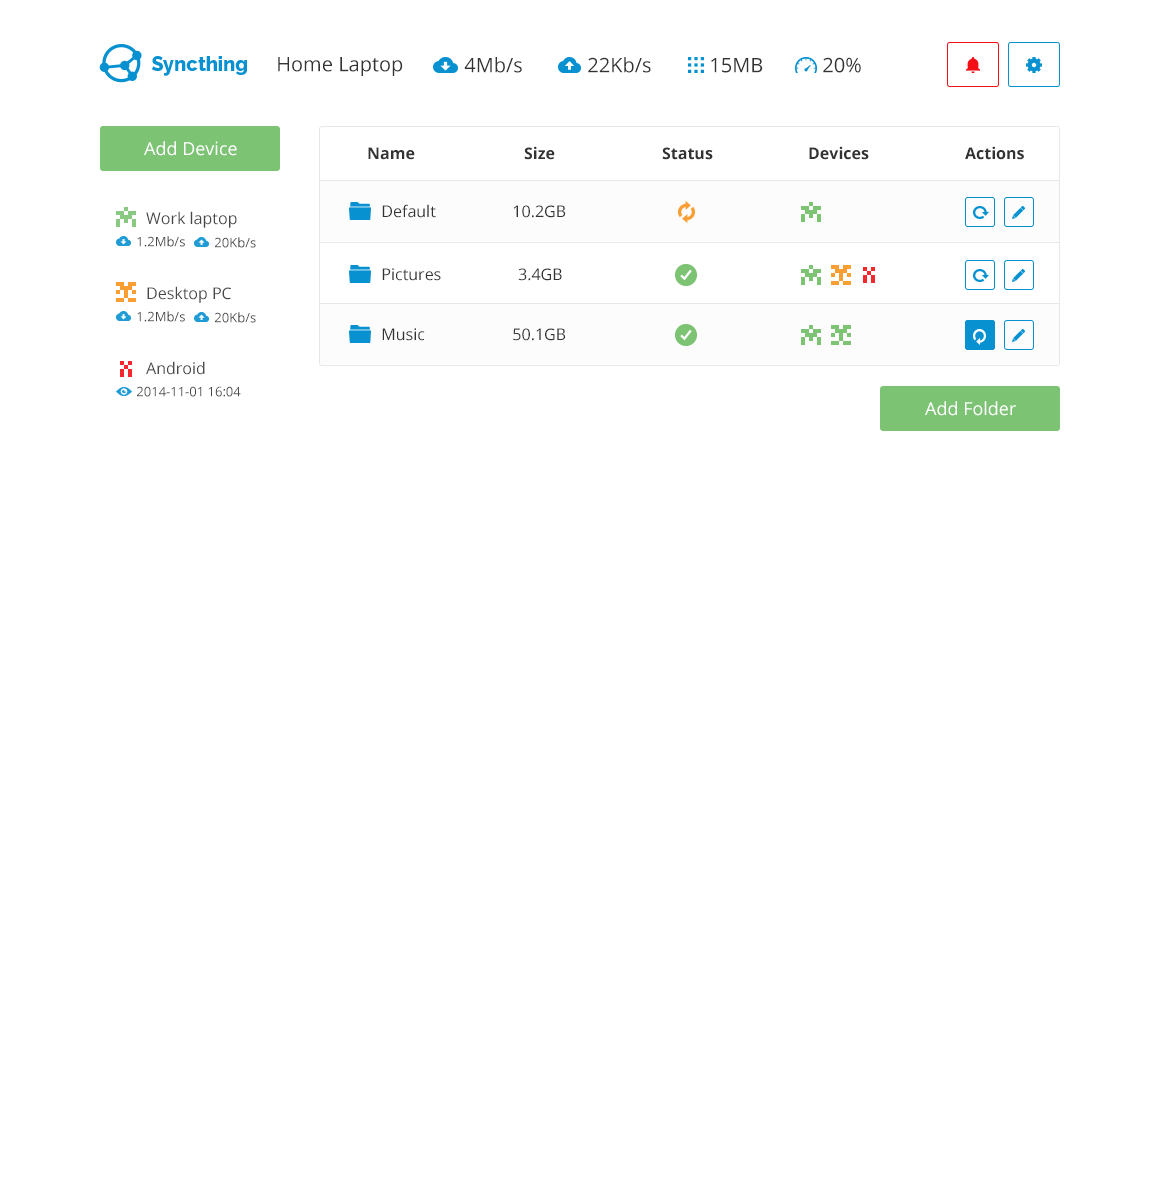 Syncthing Home Laptop 4Mb/s 22Kb/s 15MB 20%
Add Device
Work laptop
1.2Mb/s 20Kb/s
Desktop PC
1.2Mb/s 20Kb/s
Android
2014-11-01 16:04
Name Size Status Devices Actions
Default 10.2GB
Pictures 3.4GB
Music 50.1GB
Add Folder